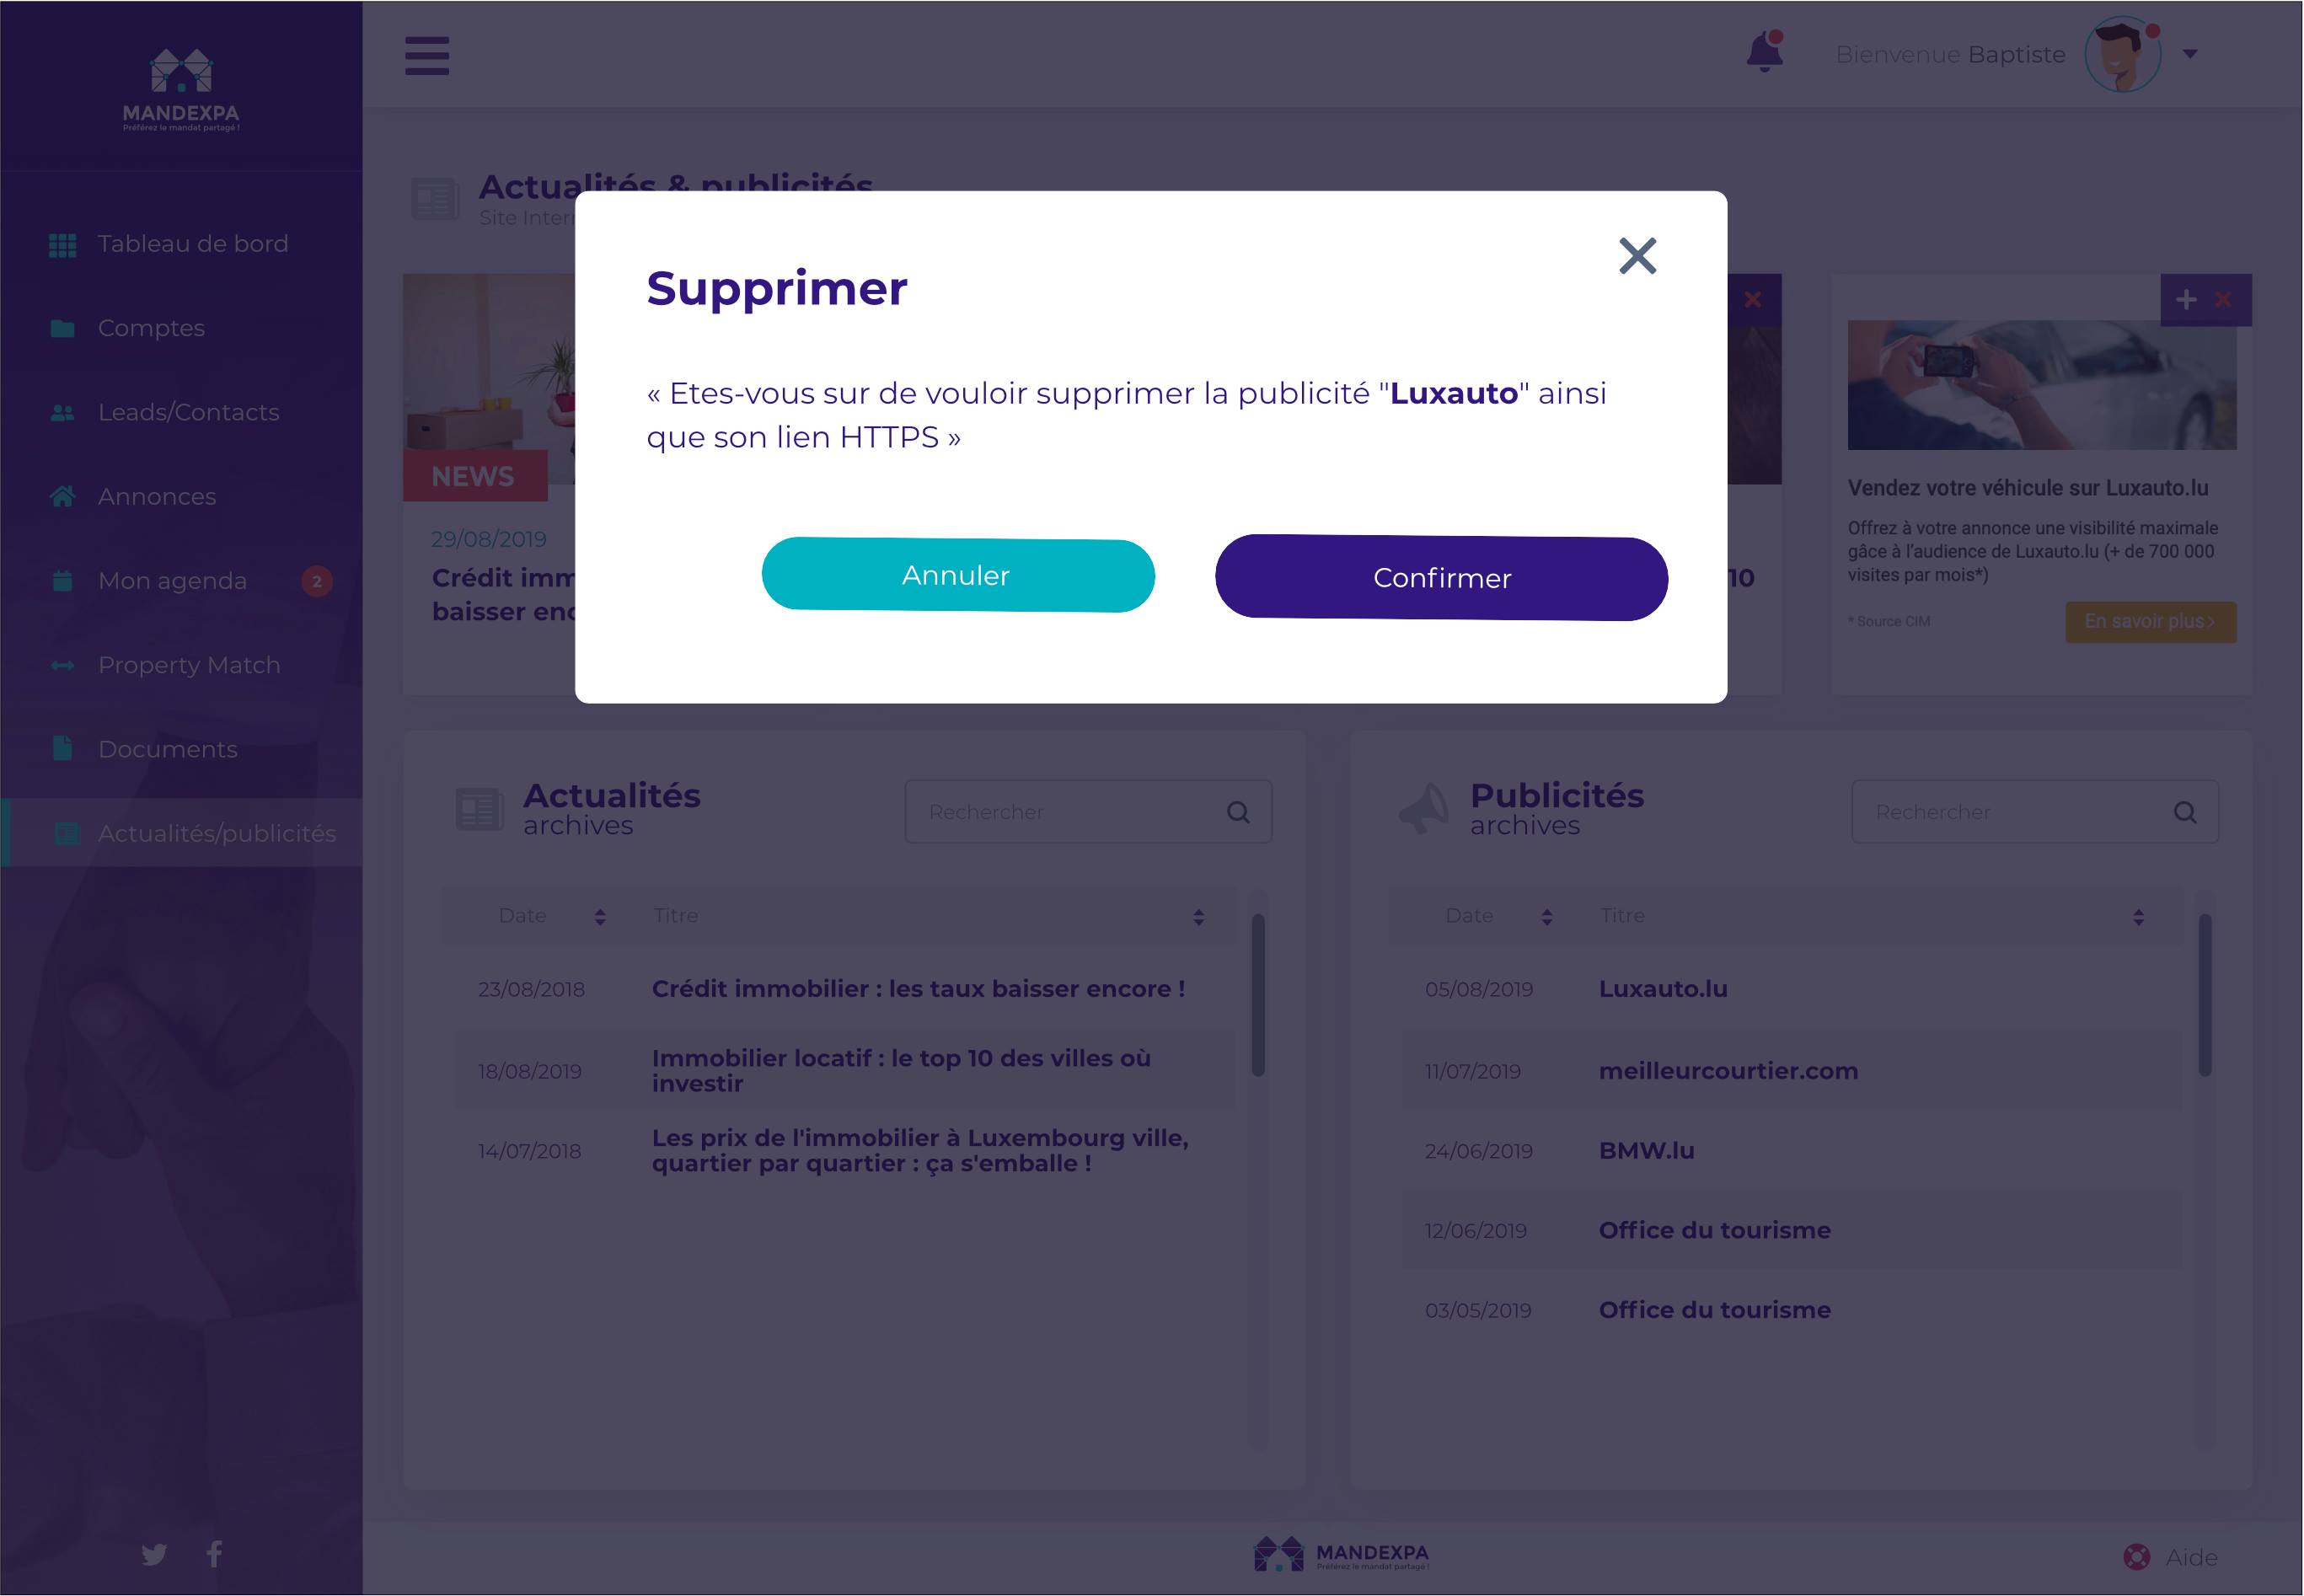 MANDEXPA
Préférez le mandat partagé !
Tableau de bord
Comptes
Leads/Contacts
Annonces
Mon agenda 2
Property Match
Documents
Actualités/publicités
Bienvenue Baptiste
Actualités & publicités
Site Inter
Supprimer
« Etes-vous sur de vouloir supprimer la publicité "Luxauto" ainsi
que son lien HTTPS »
Annuler
Confirmer
NEWS
29/08/2019
Crédit imm
baisser enc
10
Vendez votre véhicule sur Luxauto.lu
Offrez à votre annonce une visibilité maximale
gâce à l'audience de Luxauto.lu (+ de 700 000
visites par mois*)
* Source CIM
En savoir plus
Actualités
archives
Rechercher
Date Titre
23/08/2018 Crédit immobilier : les taux baisser encore !
18/08/2019 Immobilier locatif : le top 10 des villes où
investir
14/07/2018 Les prix de l'immobilier à Luxembourg ville,
quartier par quartier : ça s'emballe !
Publicités
archives
Rechercher
Date Titre
05/08/2019 Luxauto.lu
11/07/2019 meilleurcourtier.com
24/06/2019 BMW.lu
12/06/2019 Office du tourisme
03/05/2019 Office du tourisme
MANDEXPA
Préférez le mandat partagé !
Aide